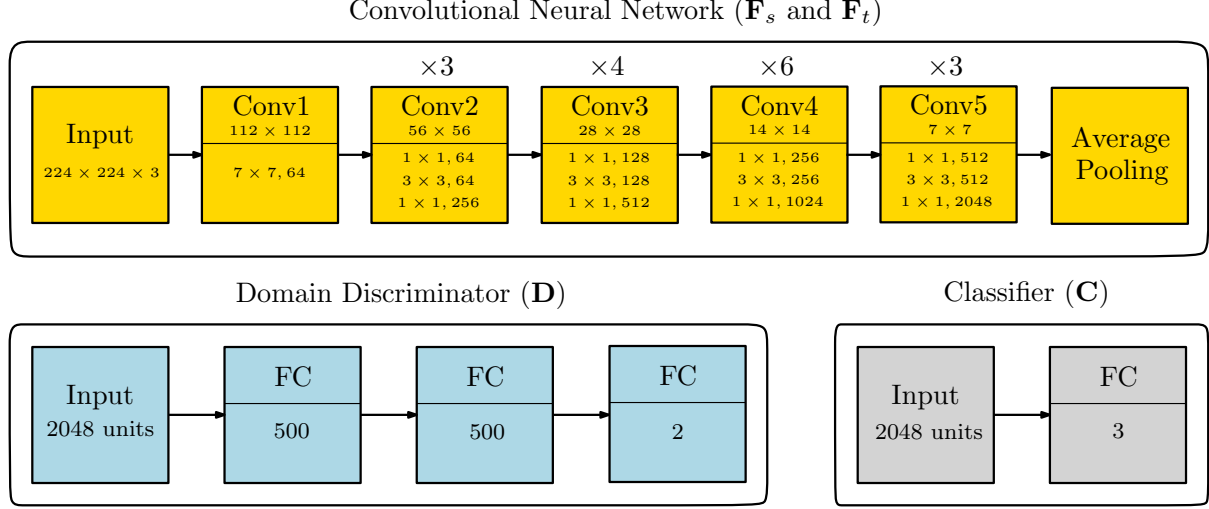 Convolutional Neural Network (F_s and F_t)
×3
×4
×6
×3
Input
224 × 224 × 3
Conv1
112 × 112
7 × 7, 64
Conv2
56 × 56
1 × 1, 64
3 × 3, 64
1 × 1, 256
Conv3
28 × 28
1 × 1, 128
3 × 3, 128
1 × 1, 512
Conv4
14 × 14
1 × 1, 256
3 × 3, 256
1 × 1, 1024
Conv5
7 × 7
1 × 1, 512
3 × 3, 512
1 × 1, 2048
Average
Pooling
Domain Discriminator (D)
Input
2048 units
FC
500
FC
500
FC
2
Classifier (C)
Input
2048 units
FC
3